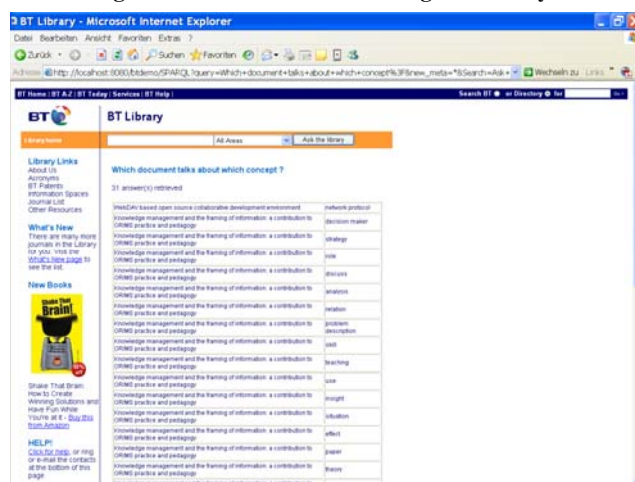 BT Library - Microsoft Internet Explorer
Datei Bearbeiten Ansicht Favoriten Extras ?
Zurück Suchen Favoriten
http://localhost:8080/btdemo/SPARQL?query=Which+document+talks+about+which+concept%3F&new_meta=*&Search=Ask+ Wechseln zu Links
BT Home | BT A-Z | BT Today | Services | BT Help | Search BT or Directory for
BT
BT Library
Library home All Areas Ask the library
Library Links
About Us
Acronyms
BT Patents
Information Spaces
Journal List
Other Resources
What's New
There are many more
journals in the Library
for you. Visit the
What's New page to
see the list.
New Books
Shake That
Brain!
Shake That Brain:
How to Create
Winning Solutions and
Have Fun While
You're at it - Buy this
from Amazon
HELP!
Click for help, or ring
or e-mail the contacts
at the bottom of this
page
Which document talks about which concept ?
31 answer(s) retrieved
WebDAV based open source collaborative development environment network protocol
Knowledge management and the framing of information: a contribution to
OR/MS practice and pedagogy decision maker
Knowledge management and the framing of information: a contribution to
OR/MS practice and pedagogy strategy
Knowledge management and the framing of information: a contribution to
OR/MS practice and pedagogy role
Knowledge management and the framing of information: a contribution to
OR/MS practice and pedagogy discuss
Knowledge management and the framing of information: a contribution to
OR/MS practice and pedagogy analysis
Knowledge management and the framing of information: a contribution to
OR/MS practice and pedagogy relation
Knowledge management and the framing of information: a contribution to problem
OR/MS practice and pedagogy description
Knowledge management and the framing of information: a contribution to
OR/MS practice and pedagogy skill
Knowledge management and the framing of information: a contribution to
OR/MS practice and pedagogy teaching
Knowledge management and the framing of information: a contribution to
OR/MS practice and pedagogy use
Knowledge management and the framing of information: a contribution to
OR/MS practice and pedagogy insight
Knowledge management and the framing of information: a contribution to
OR/MS practice and pedagogy situation
Knowledge management and the framing of information: a contribution to
OR/MS practice and pedagogy effect
Knowledge management and the framing of information: a contribution to
OR/MS practice and pedagogy paper
Knowledge management and the framing of information: a contribution to
OR/MS practice and pedagogy theory